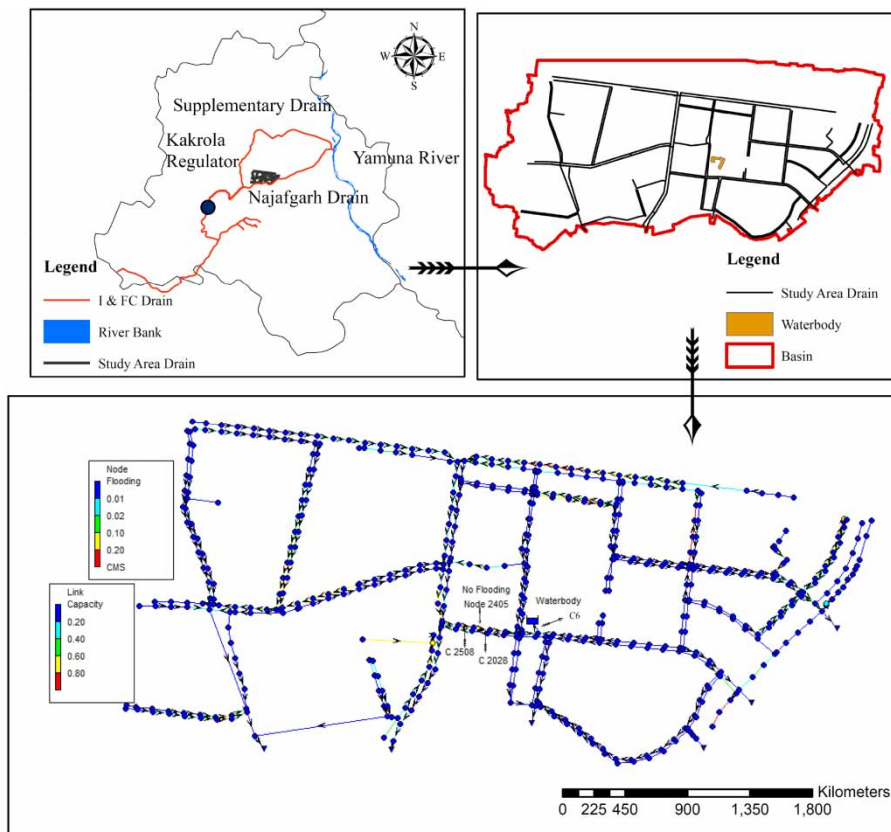 N
W E
S
Supplementary Drain
Kakrola
Regulator
Yamuna River
Najafgarh Drain
Legend
I & FC Drain
River Bank
Study Area Drain
Legend
Study Area Drain
Waterbody
Basin
Node
Flooding
0.01
0.02
0.10
0.20
CMS
Link
Capacity
0.20
0.40
0.60
0.80
No Flooding
Node 2405
Waterbody
C6
C 2508
C 2028
Kilometers
0 225 450 900 1,350 1,800